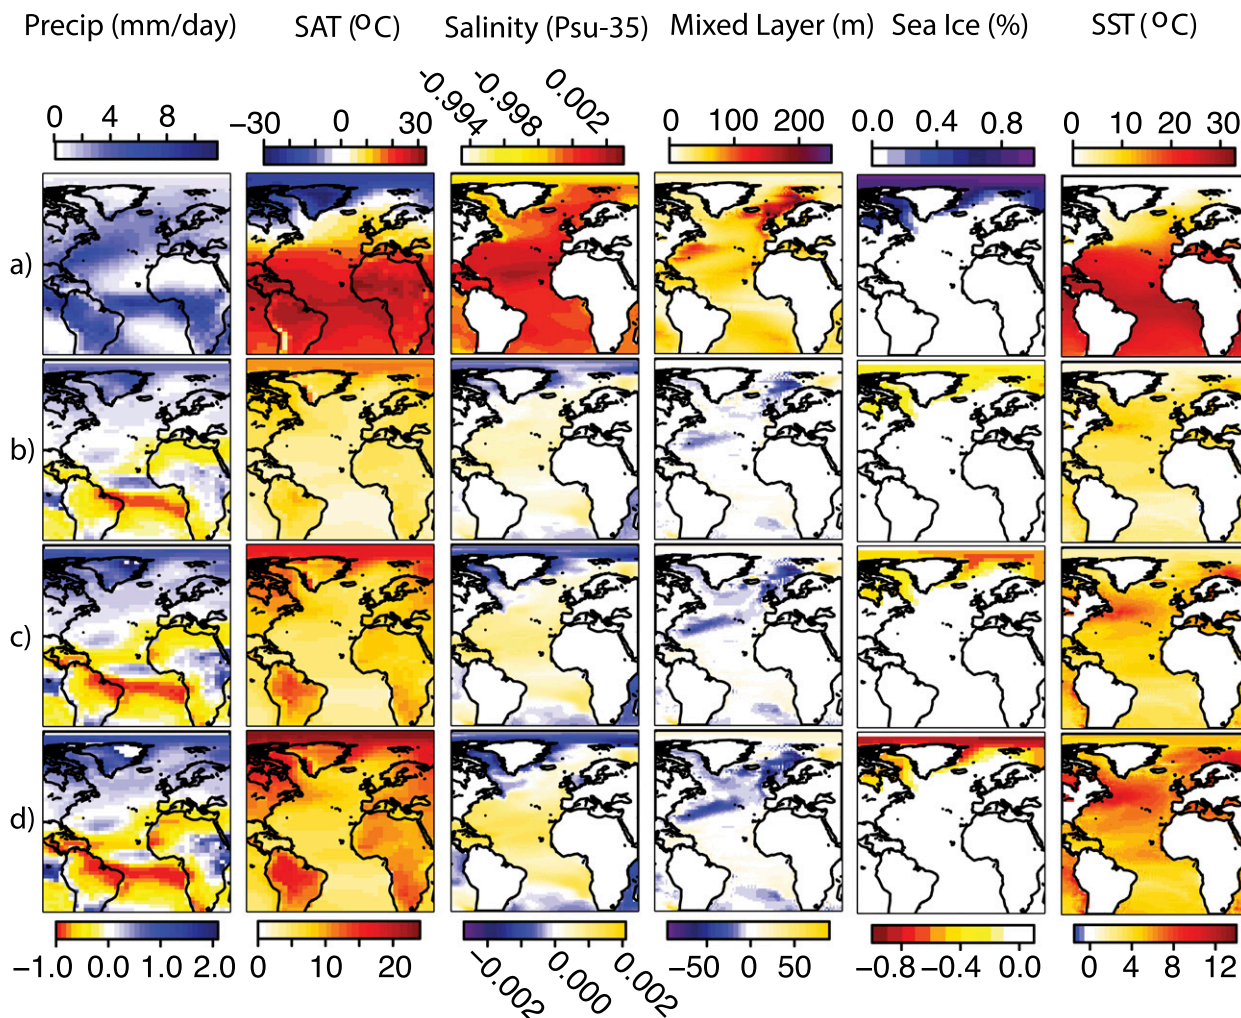 Precip (mm/day) SAT (ºC) Salinity (Psu-35) Mixed Layer (m) Sea Ice (%) SST (ºC)
0 4 8 −30 0 30 -0.994 -0.998 0.002 0 100 200 0.0 0.4 0.8 0 10 20 30
a)
b)
c)
d)
−1.0 0.0 1.0 2.0 0 10 20 −0.002 0.000 0.002 −50 0 50 −0.8 −0.4 0.0 0 4 8 12